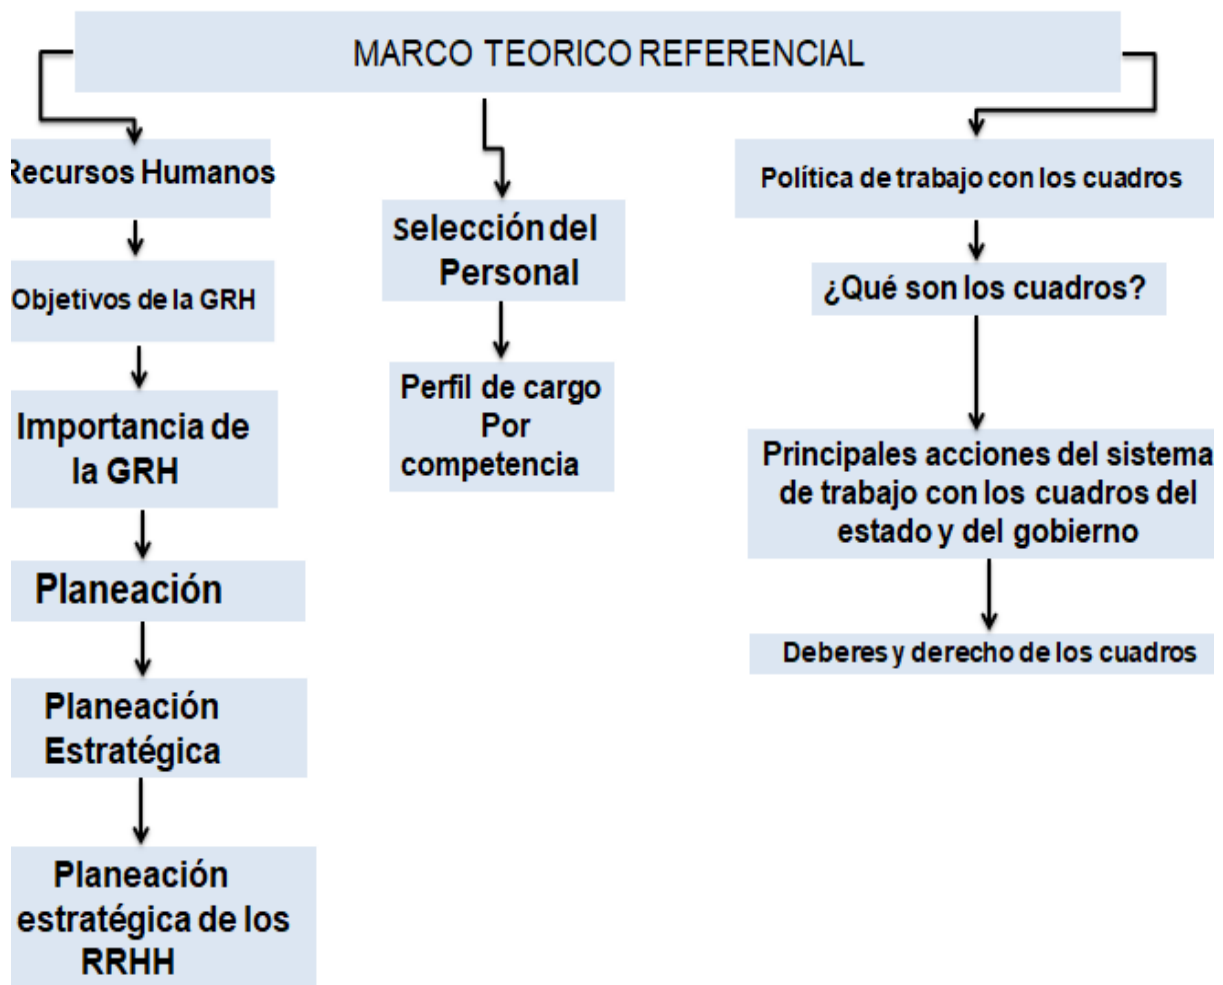 MARCO TEORICO REFERENCIAL
Recursos Humanos
Objetivos de la GRH
Importancia de
la GRH
Planeación
Planeación
Estratégica
Planeación
estratégica de los
RRHH
Selección del
Personal
Perfil de cargo
Por
competencia
Política de trabajo con los cuadros
¿Qué son los cuadros?
Principales acciones del sistema
de trabajo con los cuadros del
estado y del gobierno
Deberes y derecho de los cuadros